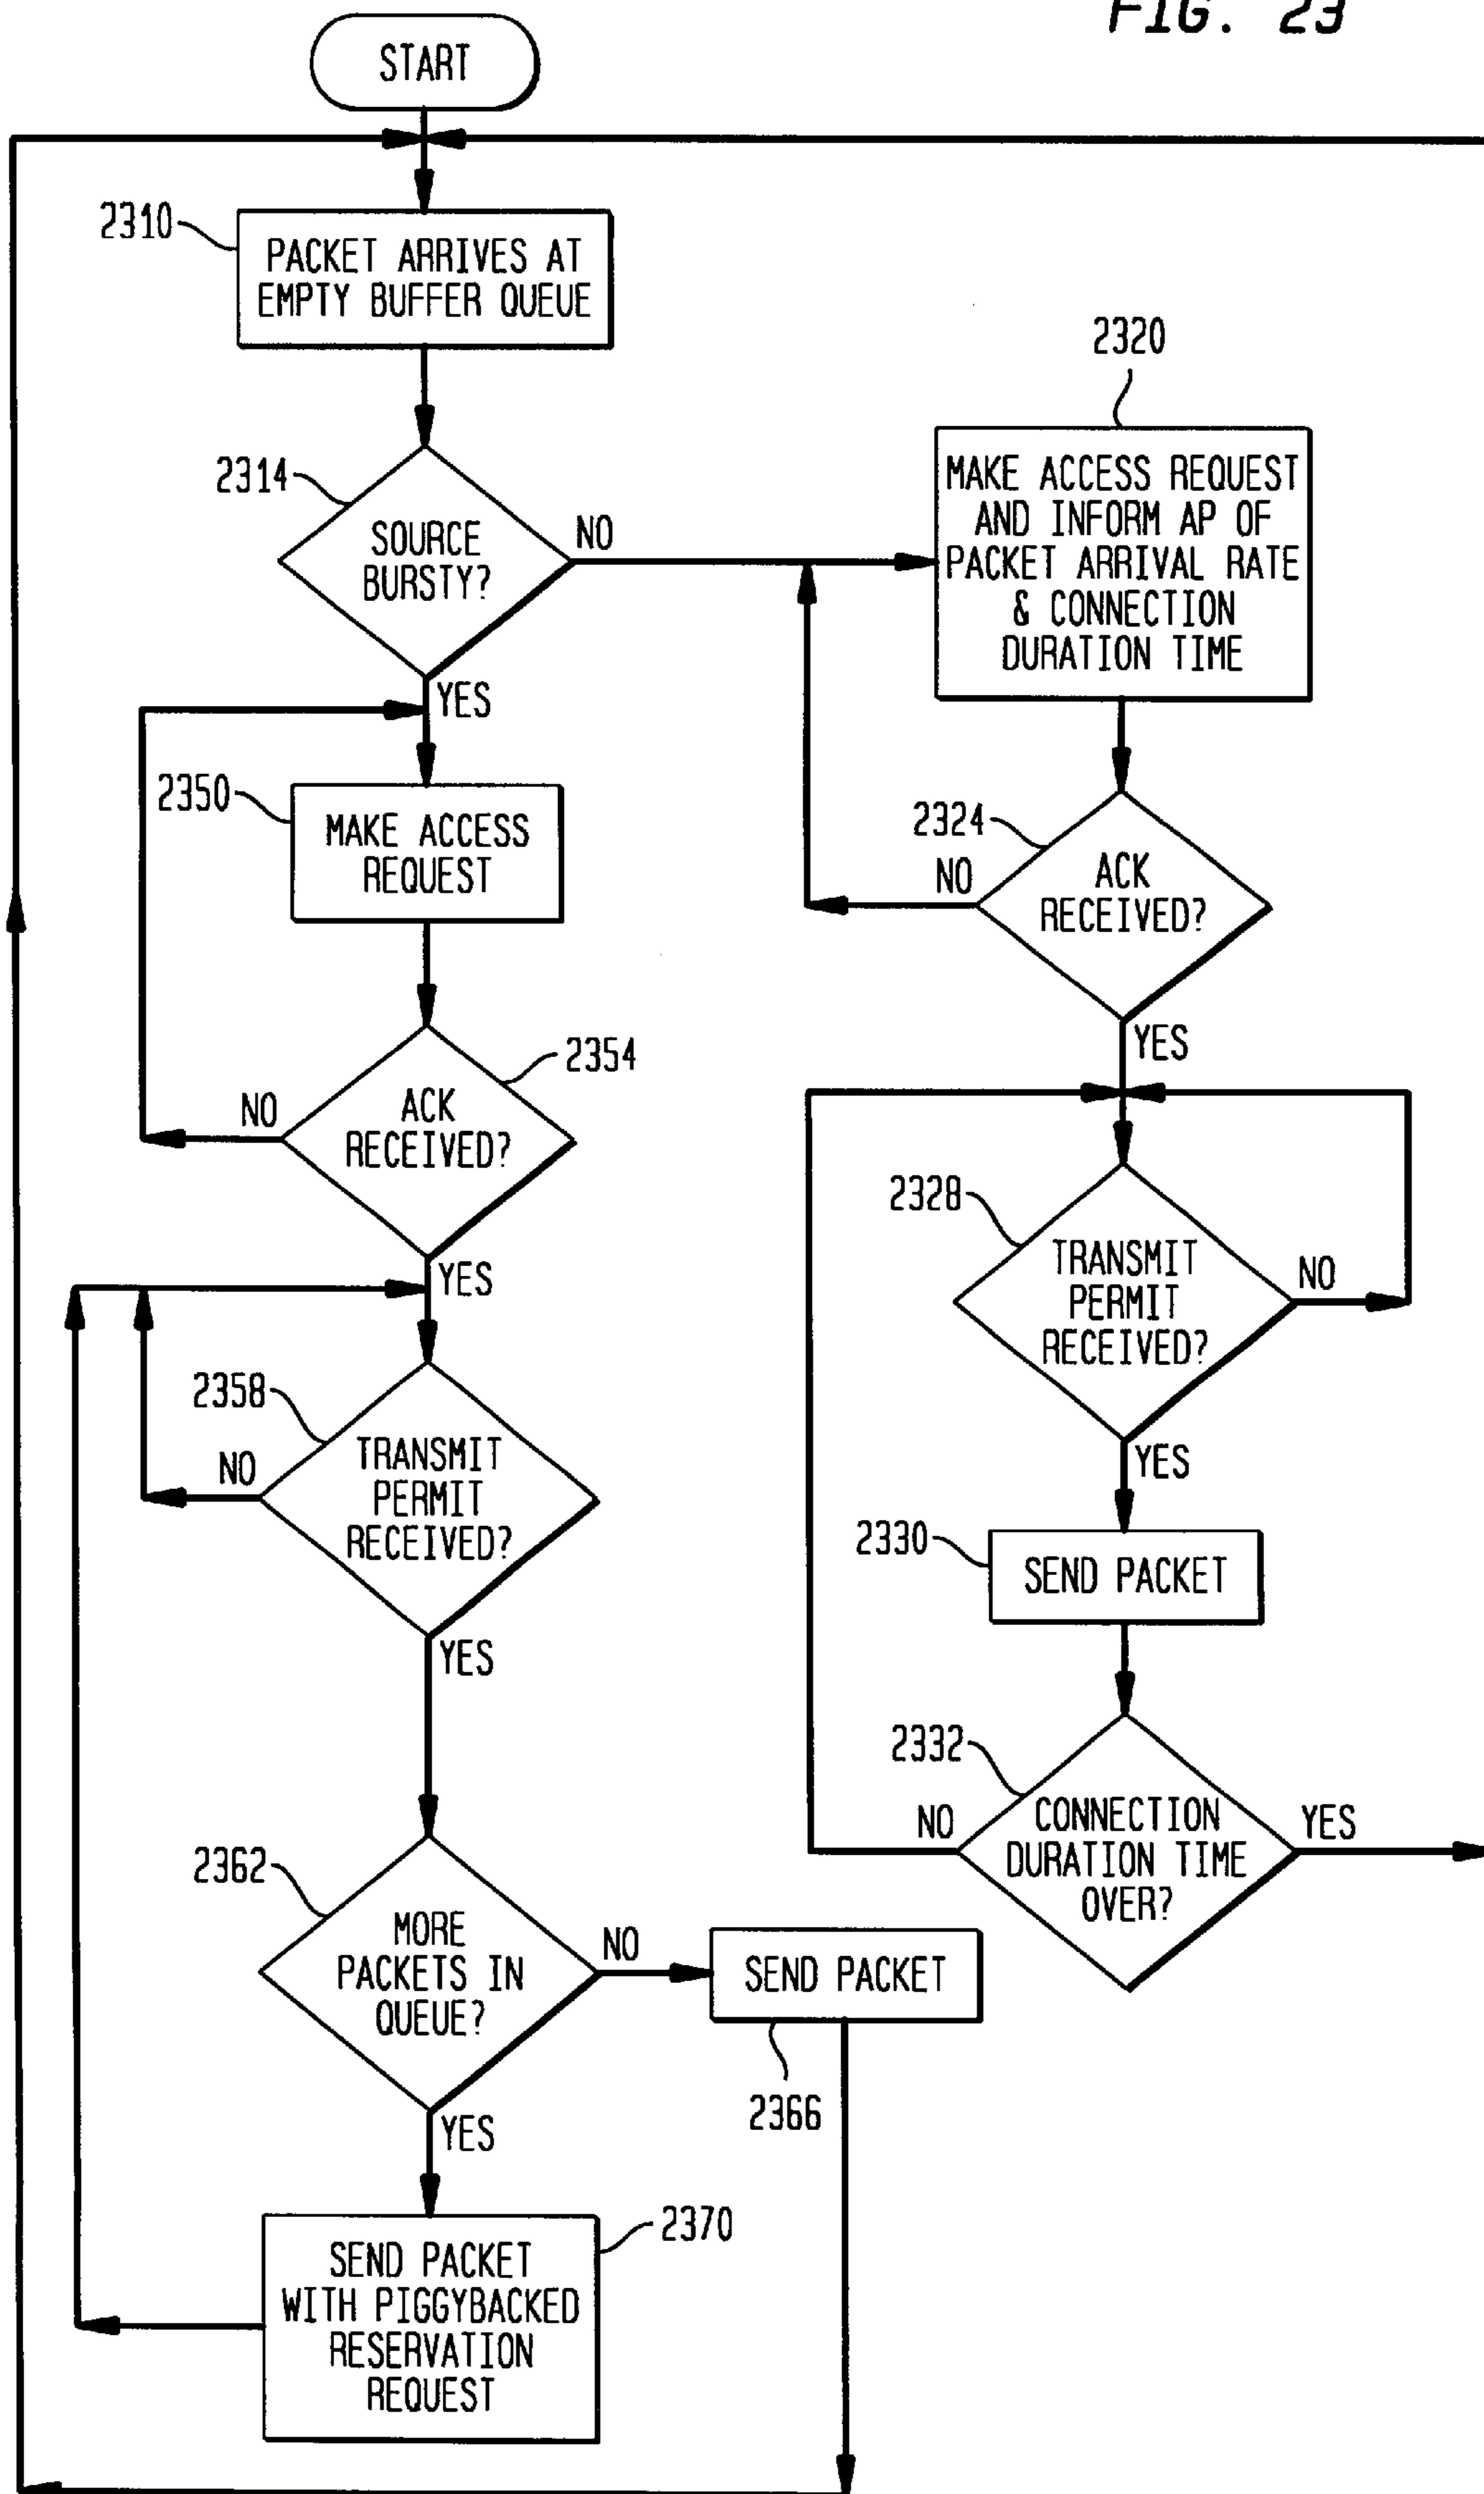 FIG. 23
START
2310
PACKET ARRIVES AT
EMPTY BUFFER QUEUE
2314
SOURCE
BURSTY?
NO
YES
2320
MAKE ACCESS REQUEST
AND INFORM AP OF
PACKET ARRIVAL RATE
& CONNECTION
DURATION TIME
2324
ACK
RECEIVED?
NO
YES
2350
MAKE ACCESS
REQUEST
2354
ACK
RECEIVED?
NO
YES
2328
TRANSMIT
PERMIT
RECEIVED?
NO
YES
2330
SEND PACKET
2332
CONNECTION
DURATION TIME
OVER?
NO
YES
2358
TRANSMIT
PERMIT
RECEIVED?
NO
YES
2362
MORE
PACKETS IN
QUEUE?
NO
YES
SEND PACKET
2366
2370
SEND PACKET
WITH PIGGYBACKED
RESERVATION
REQUEST